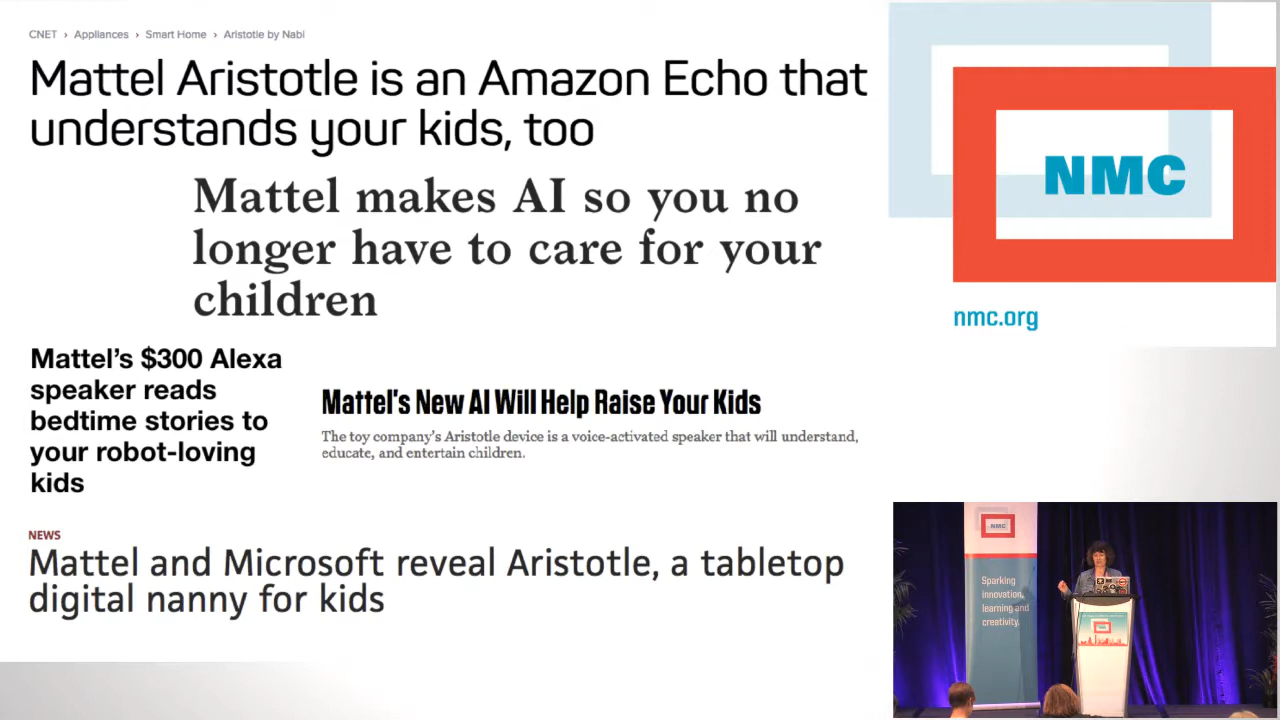 CNET › Appliances › Smart Home › Aristotle by Nabi
Mattel Aristotle is an Amazon Echo that
understands your kids, too
Mattel makes AI so you no
longer have to care for your
children
Mattel's $300 Alexa
speaker reads
bedtime stories to
your robot-loving
kids
Mattel's New AI Will Help Raise Your Kids
The toy company's Aristotle device is a voice-activated speaker that will understand,
educate, and entertain children.
NEWS
Mattel and Microsoft reveal Aristotle, a tabletop
digital nanny for kids
NMC
nmc.org
NMC
Sparking
innovation,
learning and
creativity.